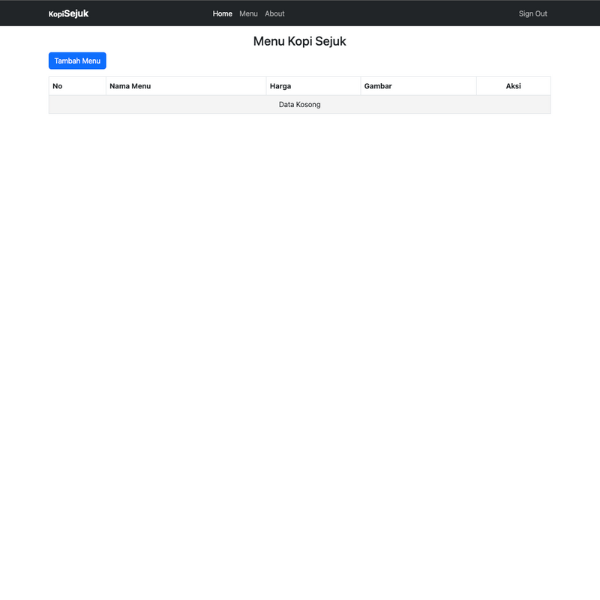 KopiSejuk Home Menu About Sign Out
Menu Kopi Sejuk
Tambah Menu
No Nama Menu Harga Gambar Aksi
Data Kosong